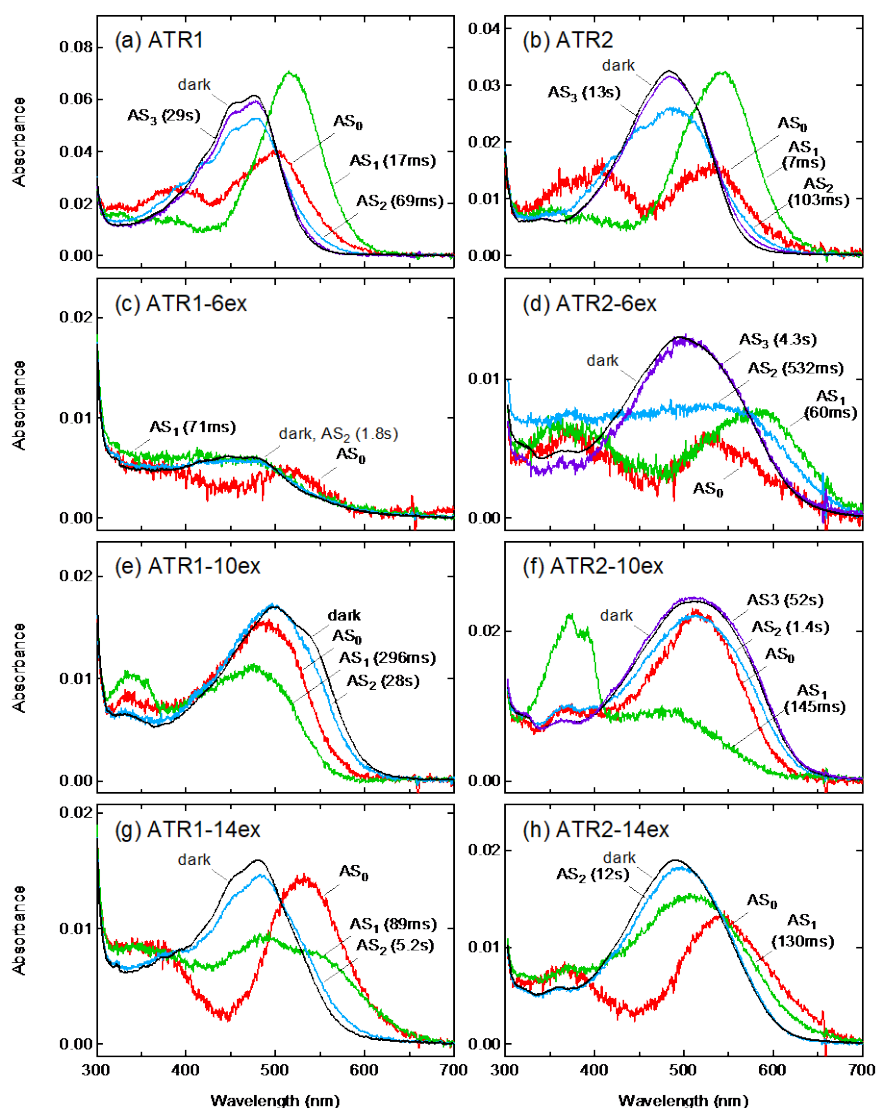 (a) ATR1
0.08
0.06
0.04
0.02
0.00
Absorbance
dark
AS3 (29s)
AS0
AS1 (17ms)
AS2 (69ms)
(b) ATR2
0.04
0.03
0.02
0.01
0.00
Absorbance
dark
AS3 (13s)
AS0
AS1
(7ms)
AS2
(103ms)
(c) ATR1-6ex
0.02
0.01
0.00
Absorbance
AS1 (71ms)
dark, AS2 (1.8s)
AS0
(d) ATR2-6ex
0.02
0.01
0.00
Absorbance
dark
AS3 (4.3s)
AS2 (532ms)
AS1
(60ms)
AS0
(e) ATR1-10ex
0.02
0.01
0.00
Absorbance
dark
AS0
AS1 (296ms)
AS2 (28s)
(f) ATR2-10ex
0.02
0.01
0.00
Absorbance
dark
AS3 (52s)
AS2 (1.4s)
AS0
AS1
(145ms)
(g) ATR1-14ex
0.02
0.01
0.00
Absorbance
dark
AS0
AS1 (89ms)
AS2 (5.2s)
300 400 500 600 700
Wavelength (nm)
(h) ATR2-14ex
0.02
0.01
0.00
Absorbance
dark
AS2 (12s)
AS0
AS1
(130ms)
300 400 500 600 700
Wavelength (nm)